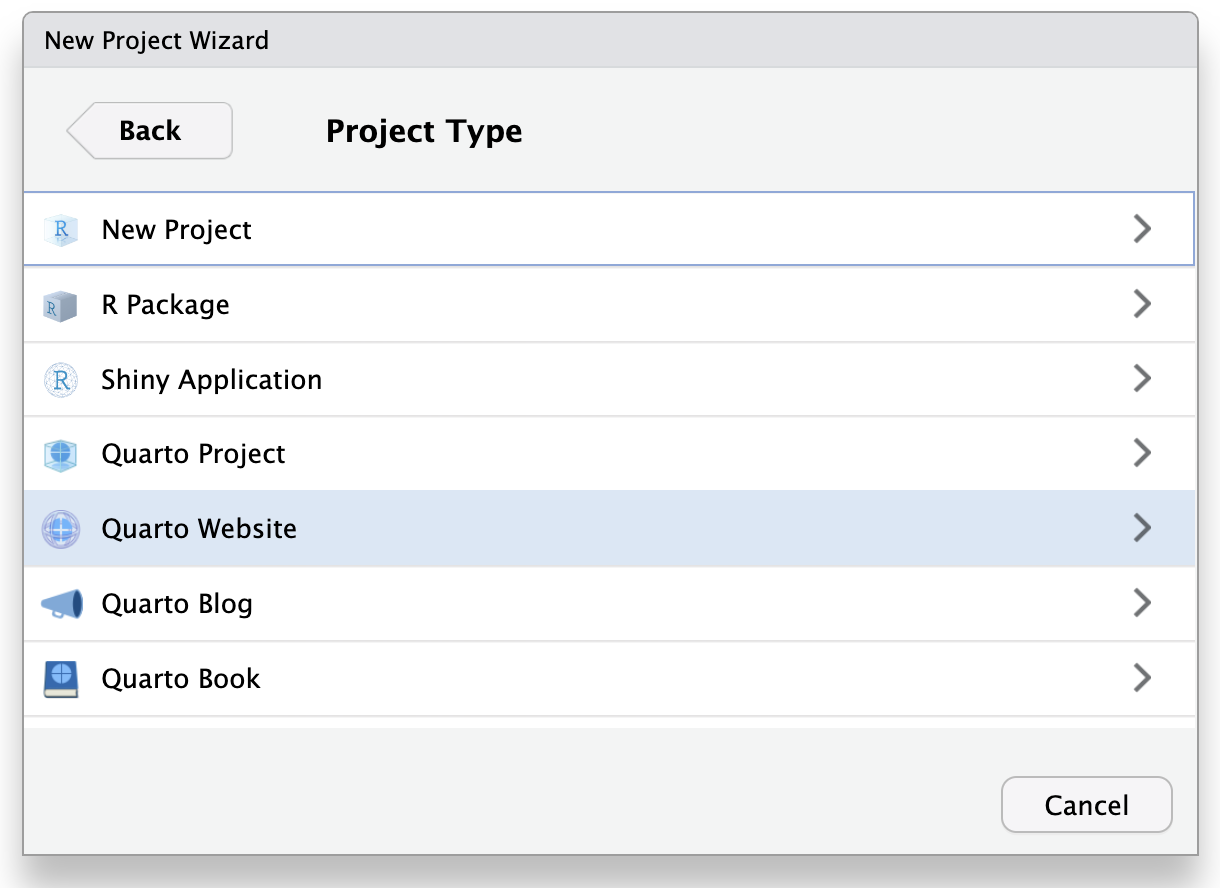 New Project Wizard
Back
Project Type
R New Project
R R Package
R Shiny Application
Quarto Project
Quarto Website
Quarto Blog
Quarto Book
Cancel